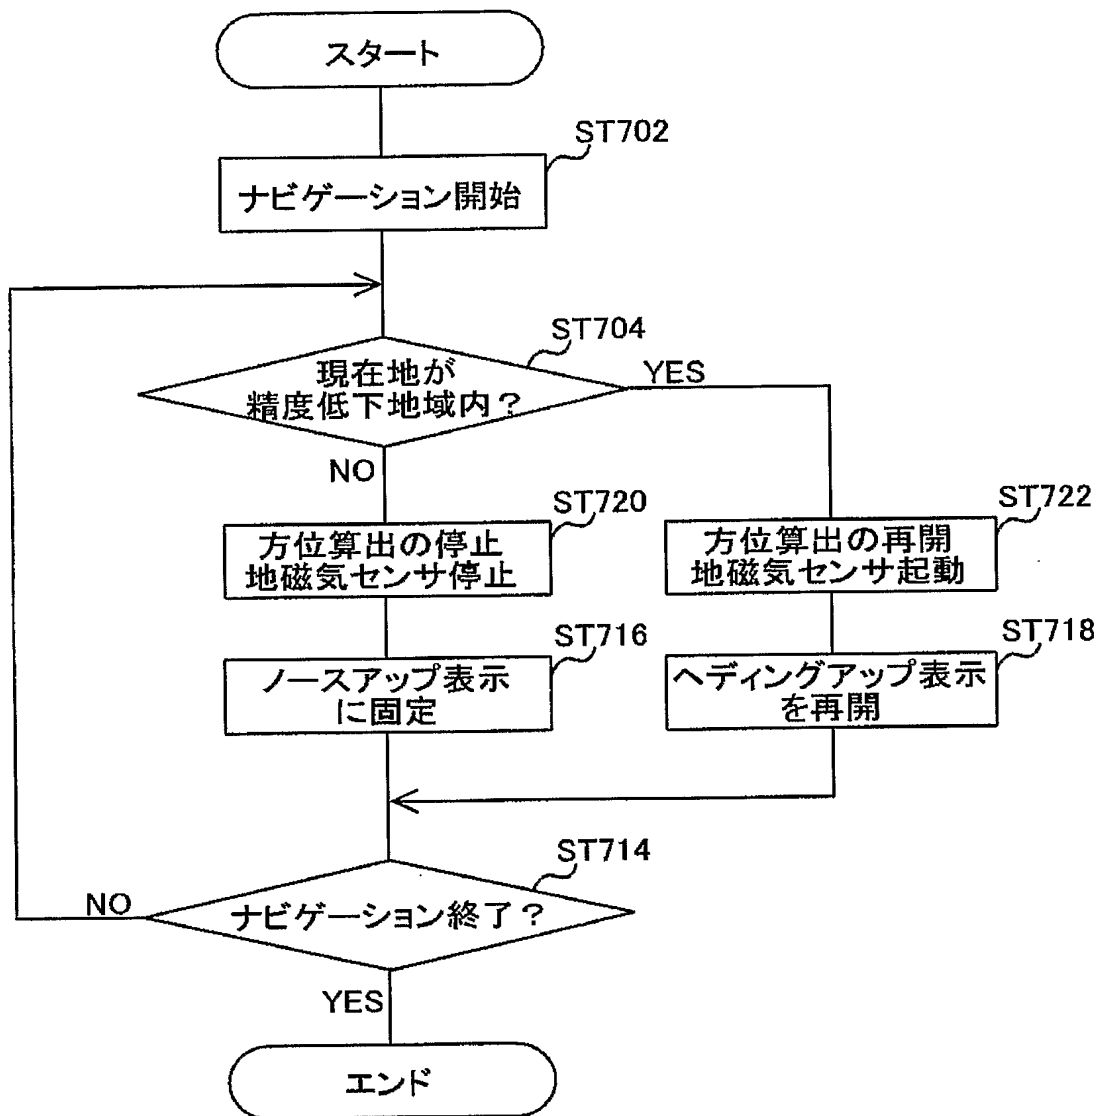 スタート
ST702
ナビゲーション開始
ST704
現在地が
精度低下地域内？
YES
NO
ST720
方位算出の停止
地磁気センサ停止
ST722
方位算出の再開
地磁気センサ起動
ST716
ノースアップ表示
に固定
ST718
ヘディングアップ表示
を再開
ST714
ナビゲーション終了？
NO
YES
エンド